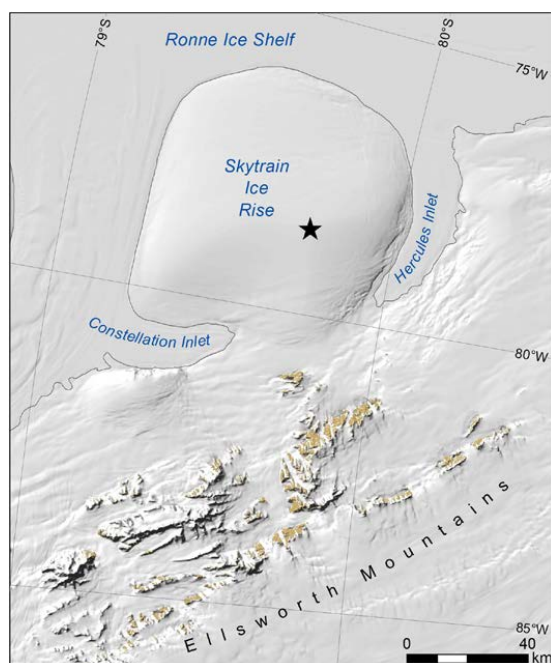 79°S
80°S
Ronne Ice Shelf
75°W
Skytrain
Ice
Rise
Hercules Inlet
Constellation Inlet
80°W
Ellsworth Mountains
85°W
0 20 40
km